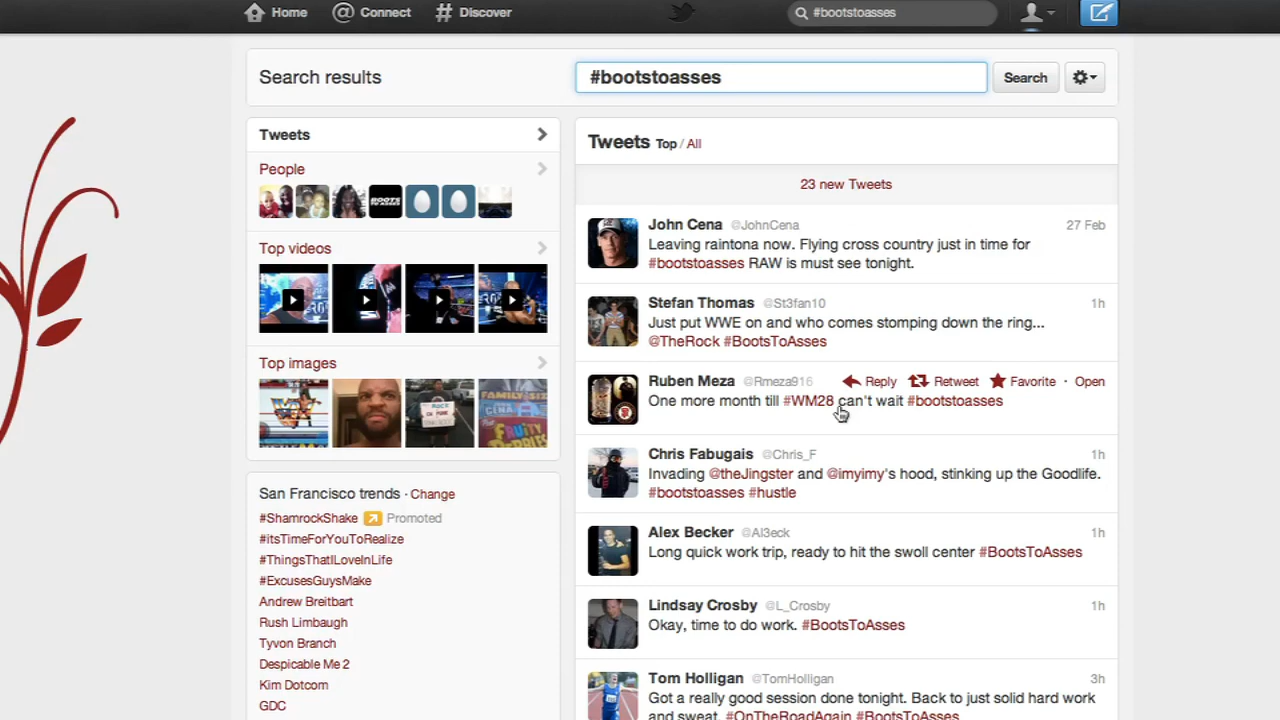 Home Connect Discover #bootstoasses
Search results #bootstoasses Search
Tweets
People
Top videos
Top images
San Francisco trends · Change
#ShamrockShake Promoted
#itsTimeForYouToRealize
#ThingsThatILoveInLife
#ExcusesGuysMake
Andrew Breitbart
Rush Limbaugh
Tyvon Branch
Despicable Me 2
Kim Dotcom
GDC
Tweets Top / All
23 new Tweets
John Cena @JohnCena 27 Feb
Leaving raintona now. Flying cross country just in time for
#bootstoasses RAW is must see tonight.
Stefan Thomas @St3fan10 1h
Just put WWE on and who comes stomping down the ring...
@TheRock #BootsToAsses
Ruben Meza @Rmeza916 Reply Retweet Favorite · Open
One more month till #WM28 can't wait #bootstoasses
Chris Fabugais @Chris_F 1h
Invading @theJingster and @imyimy's hood, stinking up the Goodlife.
#bootstoasses #hustle
Alex Becker @Al3eck 1h
Long quick work trip, ready to hit the swoll center #BootsToAsses
Lindsay Crosby @L_Crosby 1h
Okay, time to do work. #BootsToAsses
Tom Holligan @TomHolligan 3h
Got a really good session done tonight. Back to just solid hard work
and sweat. #OnTheRoadAgain #BootsToAsses